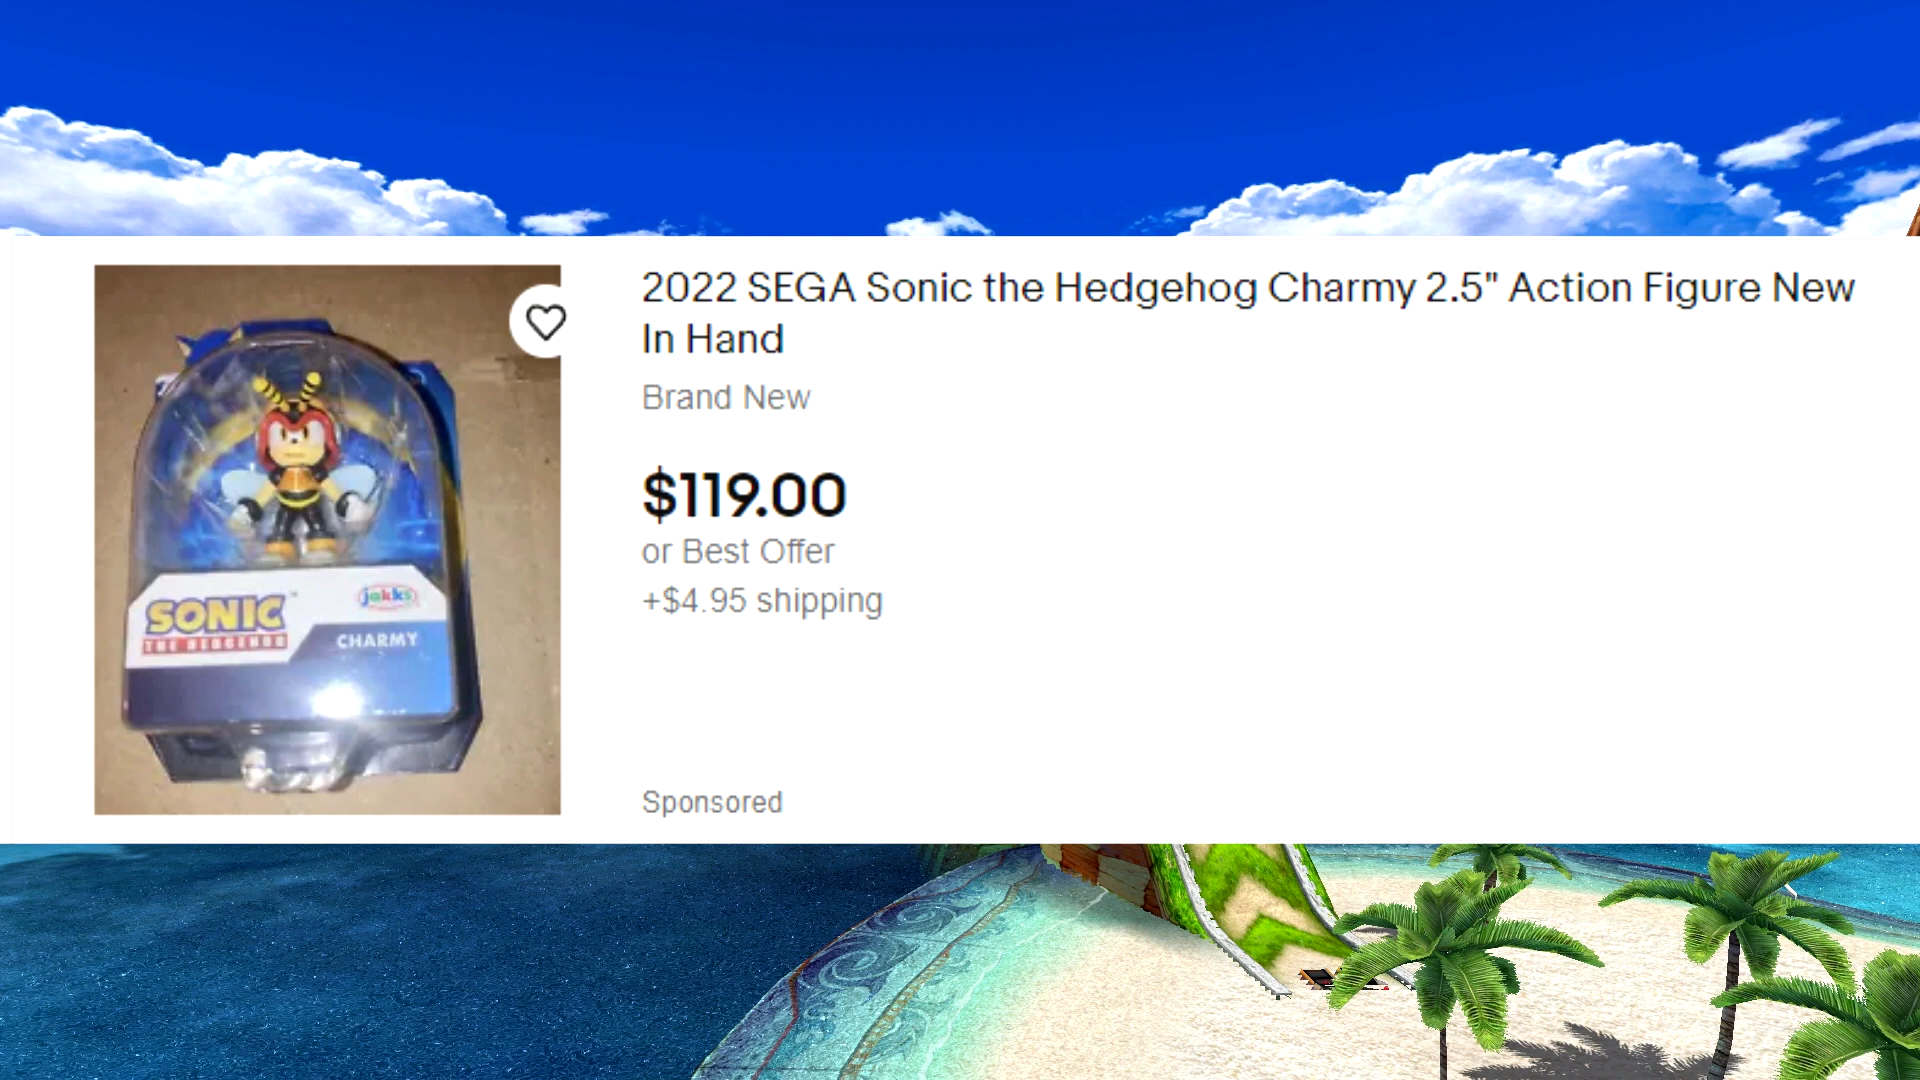 2022 SEGA Sonic the Hedgehog Charmy 2.5" Action Figure New
In Hand
Brand New
$119.00
or Best Offer
+$4.95 shipping
Sponsored
SONIC
THE HEDGEHOG
jakks
CHARMY